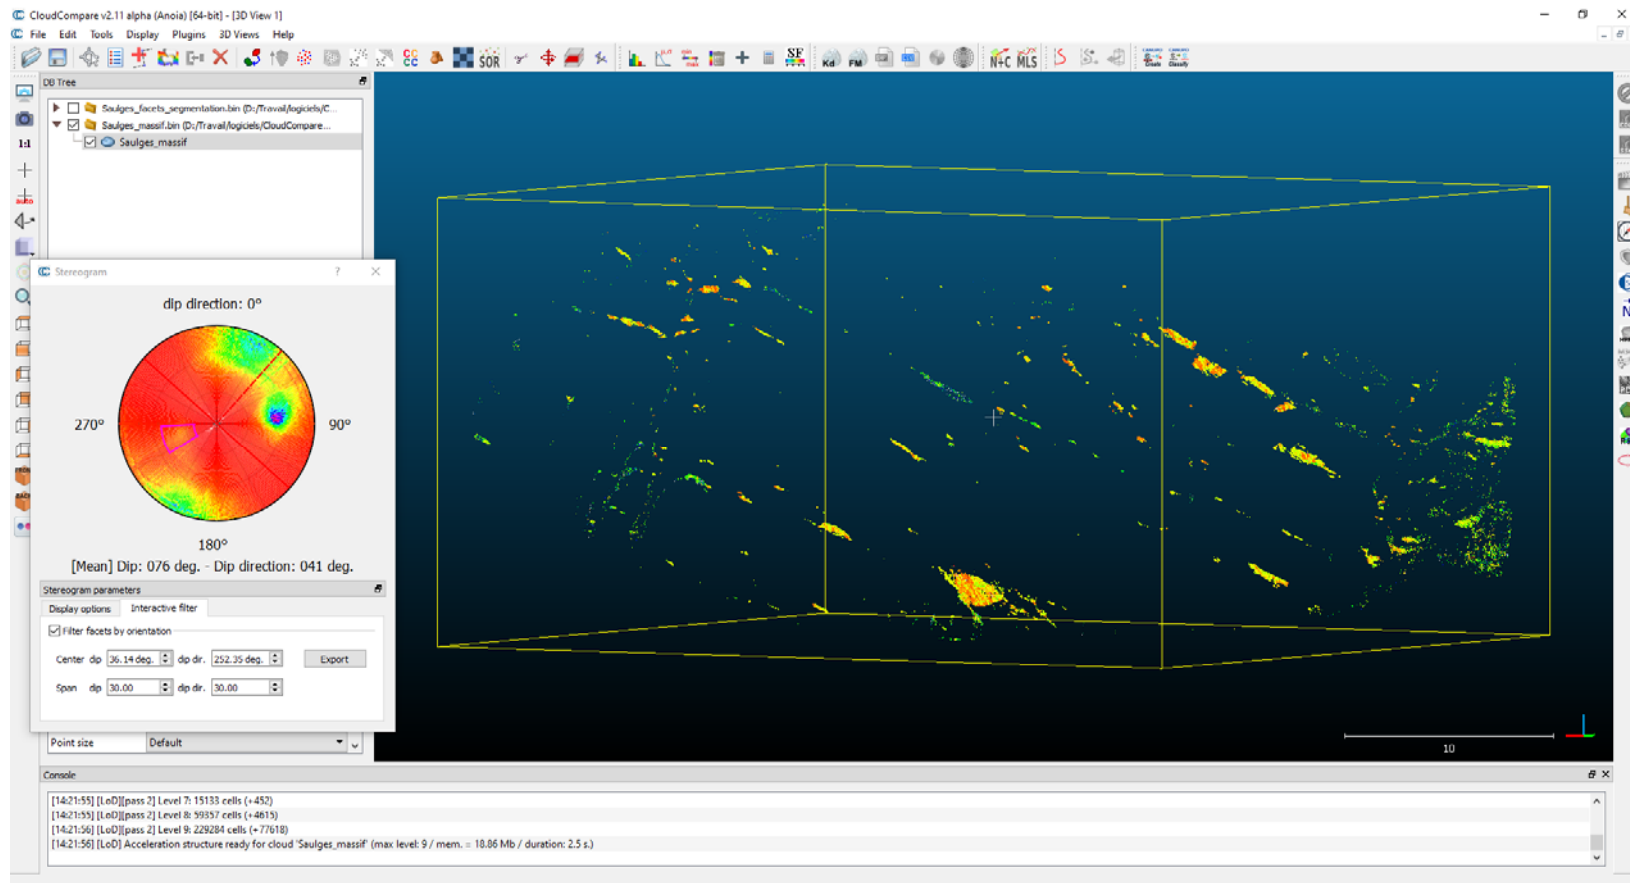 CloudCompare v2.11 alpha (Anoia) [64-bit] - [3D View 1]
File Edit Tools Display Plugins 3D Views Help
SOR SF Kd FM N+C MLS
DB Tree
Saulges_facets_segmentation.bin (D:/Travail/logiciels/C...
Saulges_massif.bin (D:/Travail/logiciels/CloudCompare...
Saulges_massif
1:1
auto
Stereogram
dip direction: 0°
270°
90°
180°
[Mean] Dip: 076 deg. - Dip direction: 041 deg.
Stereogram parameters
Display options Interactive filter
Filter facets by orientation
Center dip 36.14 deg. dip dir. 252.35 deg. Export
Span dip 30.00 dip dir. 30.00
Point size Default
10
Console
[14:21:55] [LoD][pass 2] Level 7: 15133 cells (+452)
[14:21:55] [LoD][pass 2] Level 8: 59357 cells (+4615)
[14:21:56] [LoD][pass 2] Level 9: 229284 cells (+77618)
[14:21:56] [LoD] Acceleration structure ready for cloud 'Saulges_massif' (max level: 9 / mem. = 18.86 Mb / duration: 2.5 s.)